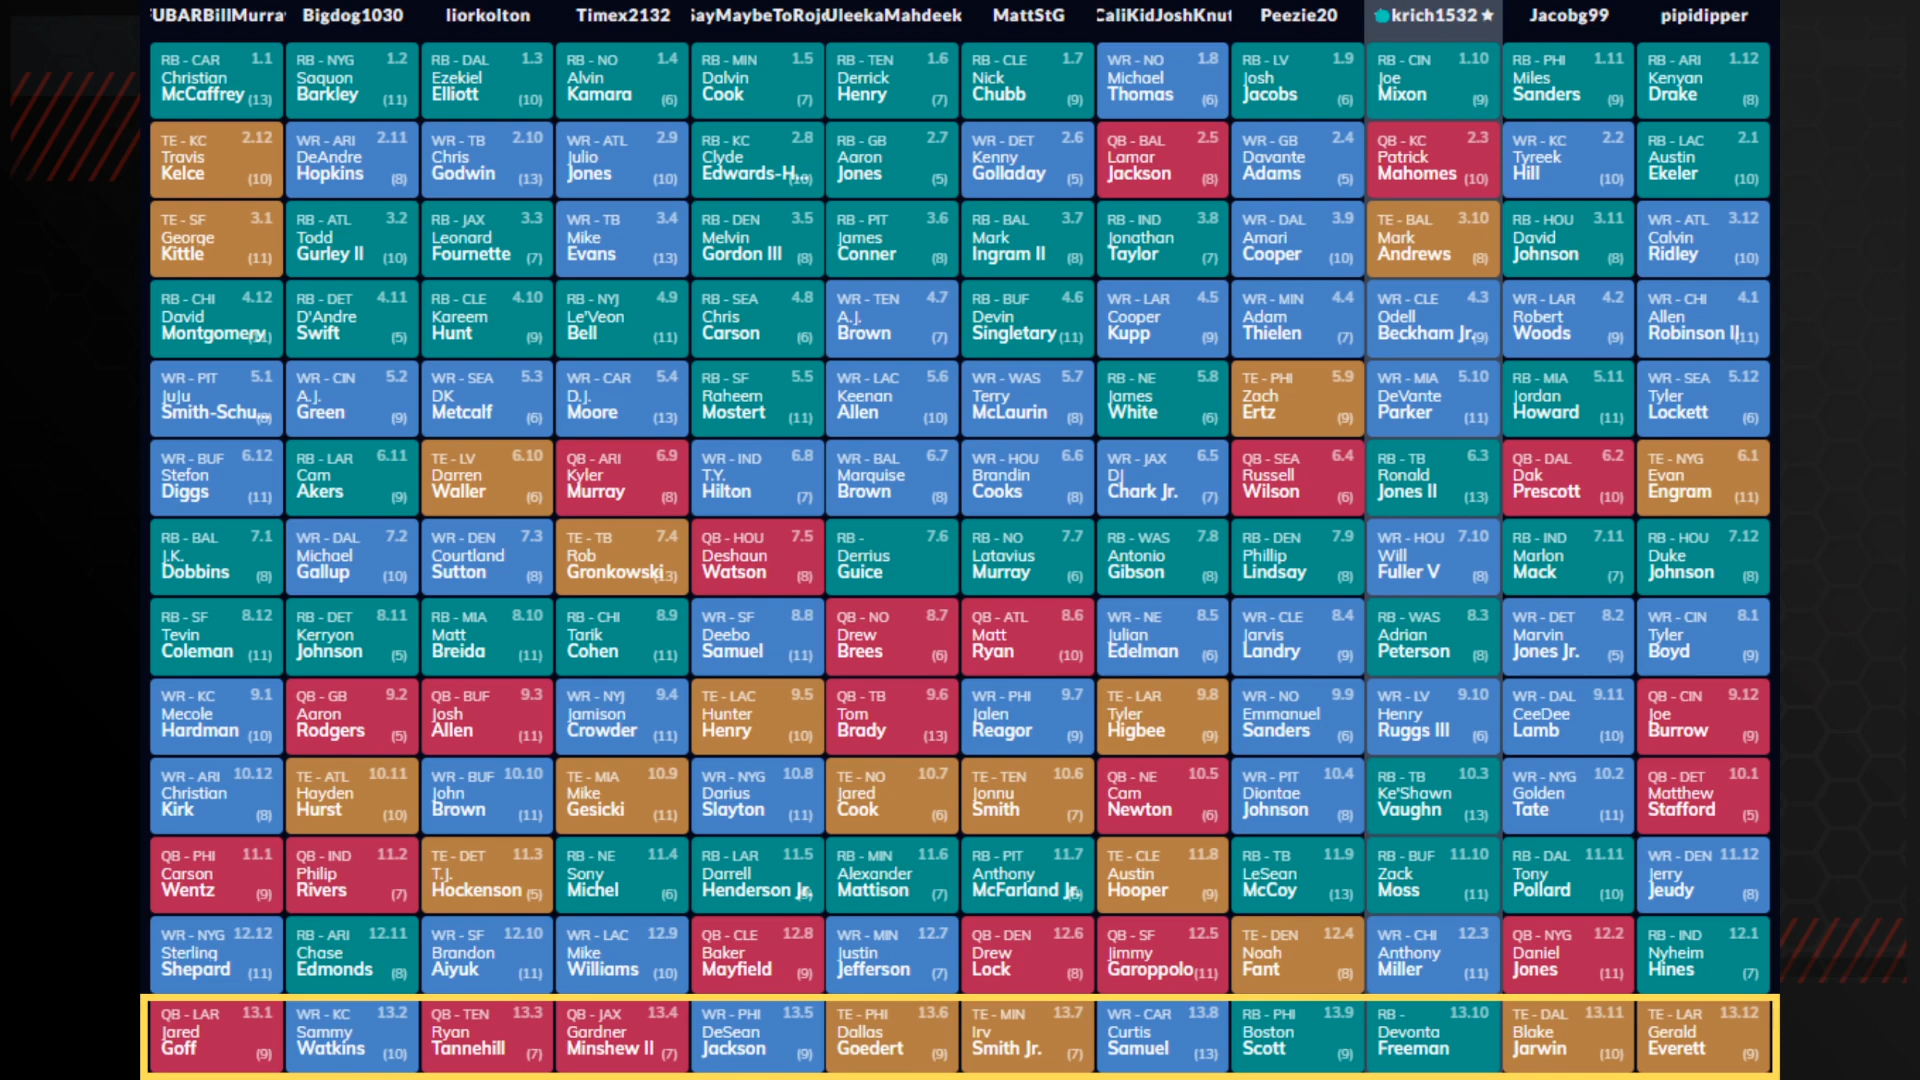 UBARBillMurra Bigdog1030 liorkolton Timex2132 SayMaybeToRojo UleekaMahdeek MattStG CaliKidJoshKnut Peezie20 krich1532 ★ Jacobg99 pipidipper
RB - CAR 1.1 RB - NYG 1.2 RB - DAL 1.3 RB - NO 1.4 RB - MIN 1.5 RB - TEN 1.6 RB - CLE 1.7 WR - NO 1.8 RB - LV 1.9 RB - CIN 1.10 RB - PHI 1.11 RB - ARI 1.12
Christian Saquon Ezekiel Alvin Dalvin Derrick Nick Michael Josh Joe Miles Kenyan
McCaffrey (13) Barkley (11) Elliott (10) Kamara (6) Cook (7) Henry (7) Chubb (9) Thomas (6) Jacobs (6) Mixon (9) Sanders (9) Drake (8)
TE - KC 2.12 WR - ARI 2.11 WR - TB 2.10 WR - ATL 2.9 RB - KC 2.8 RB - GB 2.7 WR - DET 2.6 QB - BAL 2.5 WR - GB 2.4 QB - KC 2.3 WR - KC 2.2 RB - LAC 2.1
Travis DeAndre Chris Julio Clyde Aaron Kenny Lamar Davante Patrick Tyreek Austin
Kelce (10) Hopkins (8) Godwin (13) Jones (10) Edwards-H... (10) Jones (5) Golladay (5) Jackson (8) Adams (5) Mahomes (10) Hill (10) Ekeler (10)
TE - SF 3.1 RB - ATL 3.2 RB - JAX 3.3 WR - TB 3.4 RB - DEN 3.5 RB - PIT 3.6 RB - BAL 3.7 RB - IND 3.8 WR - DAL 3.9 TE - BAL 3.10 RB - HOU 3.11 WR - ATL 3.12
George Todd Leonard Mike Melvin James Mark Jonathan Amari Mark David Calvin
Kittle (11) Gurley II (10) Fournette (7) Evans (13) Gordon III (8) Conner (8) Ingram II (8) Taylor (7) Cooper (10) Andrews (8) Johnson (8) Ridley (10)
RB - CHI 4.12 RB - DET 4.11 RB - CLE 4.10 RB - NYJ 4.9 RB - SEA 4.8 WR - TEN 4.7 RB - BUF 4.6 WR - LAR 4.5 WR - MIN 4.4 WR - CLE 4.3 WR - LAR 4.2 WR - CHI 4.1
David D'Andre Kareem Le'Veon Chris A.J. Devin Cooper Adam Odell Robert Allen
Montgomery (11) Swift (5) Hunt (9) Bell (11) Carson (6) Brown (7) Singletary (11) Kupp (9) Thielen (7) Beckham Jr. (9) Woods (9) Robinson II (11)
WR - PIT 5.1 WR - CIN 5.2 WR - SEA 5.3 WR - CAR 5.4 RB - SF 5.5 WR - LAC 5.6 WR - WAS 5.7 RB - NE 5.8 TE - PHI 5.9 WR - MIA 5.10 RB - MIA 5.11 WR - SEA 5.12
JuJu A.J. DK D.J. Raheem Keenan Terry James Zach DeVante Jordan Tyler
Smith-Schu... (8) Green (9) Metcalf (6) Moore (13) Mostert (11) Allen (10) McLaurin (8) White (6) Ertz (9) Parker (11) Howard (11) Lockett (6)
WR - BUF 6.12 RB - LAR 6.11 TE - LV 6.10 QB - ARI 6.9 WR - IND 6.8 WR - BAL 6.7 WR - HOU 6.6 WR - JAX 6.5 QB - SEA 6.4 RB - TB 6.3 QB - DAL 6.2 TE - NYG 6.1
Stefon Cam Darren Kyler T.Y. Marquise Brandin DJ Russell Ronald Dak Evan
Diggs (11) Akers (9) Waller (6) Murray (8) Hilton (7) Brown (8) Cooks (8) Chark Jr. (7) Wilson (6) Jones II (13) Prescott (10) Engram (11)
RB - BAL 7.1 WR - DAL 7.2 WR - DEN 7.3 TE - TB 7.4 QB - HOU 7.5 RB - 7.6 RB - NO 7.7 RB - WAS 7.8 RB - DEN 7.9 WR - HOU 7.10 RB - IND 7.11 RB - HOU 7.12
J.K. Michael Courtland Rob Deshaun Derrius Latavius Antonio Phillip Will Marlon Duke
Dobbins (8) Gallup (10) Sutton (8) Gronkowski (13) Watson (8) Guice Murray (6) Gibson (8) Lindsay (8) Fuller V (8) Mack (7) Johnson (8)
RB - SF 8.12 RB - DET 8.11 RB - MIA 8.10 RB - CHI 8.9 WR - SF 8.8 QB - NO 8.7 QB - ATL 8.6 WR - NE 8.5 WR - CLE 8.4 RB - WAS 8.3 WR - DET 8.2 WR - CIN 8.1
Tevin Kerryon Matt Tarik Deebo Drew Matt Julian Jarvis Adrian Marvin Tyler
Coleman (11) Johnson (5) Breida (11) Cohen (11) Samuel (11) Brees (6) Ryan (10) Edelman (6) Landry (9) Peterson (8) Jones Jr. (5) Boyd (9)
WR - KC 9.1 QB - GB 9.2 QB - BUF 9.3 WR - NYJ 9.4 TE - LAC 9.5 QB - TB 9.6 WR - PHI 9.7 TE - LAR 9.8 WR - NO 9.9 WR - LV 9.10 WR - DAL 9.11 QB - CIN 9.12
Mecole Aaron Josh Jamison Hunter Tom Jalen Tyler Emmanuel Henry CeeDee Joe
Hardman (10) Rodgers (5) Allen (11) Crowder (11) Henry (10) Brady (13) Reagor (9) Higbee (9) Sanders (6) Ruggs III (6) Lamb (10) Burrow (9)
WR - ARI 10.12 TE - ATL 10.11 WR - BUF 10.10 TE - MIA 10.9 WR - NYG 10.8 TE - NO 10.7 TE - TEN 10.6 QB - NE 10.5 WR - PIT 10.4 RB - TB 10.3 WR - NYG 10.2 QB - DET 10.1
Christian Hayden John Mike Darius Jared Jonnu Cam Diontae Ke'Shawn Golden Matthew
Kirk (8) Hurst (10) Brown (11) Gesicki (11) Slayton (11) Cook (6) Smith (7) Newton (6) Johnson (8) Vaughn (13) Tate (11) Stafford (5)
QB - PHI 11.1 QB - IND 11.2 TE - DET 11.3 RB - NE 11.4 RB - LAR 11.5 RB - MIN 11.6 RB - PIT 11.7 TE - CLE 11.8 RB - TB 11.9 RB - BUF 11.10 RB - DAL 11.11 WR - DEN 11.12
Carson Philip T.J. Sony Darrell Alexander Anthony Austin LeSean Zack Tony Jerry
Wentz (9) Rivers (7) Hockenson (5) Michel (6) Henderson Jr. (9) Mattison (7) McFarland Jr. (8) Hooper (9) McCoy (13) Moss (11) Pollard (10) Jeudy (8)
WR - NYG 12.12 RB - ARI 12.11 WR - SF 12.10 WR - LAC 12.9 QB - CLE 12.8 WR - MIN 12.7 QB - DEN 12.6 QB - SF 12.5 TE - DEN 12.4 WR - CHI 12.3 QB - NYG 12.2 RB - IND 12.1
Sterling Chase Brandon Mike Baker Justin Drew Jimmy Noah Anthony Daniel Nyheim
Shepard (11) Edmonds (8) Aiyuk (11) Williams (10) Mayfield (9) Jefferson (7) Lock (8) Garoppolo (11) Fant (8) Miller (11) Jones (11) Hines (7)
QB - LAR 13.1 WR - KC 13.2 QB - TEN 13.3 QB - JAX 13.4 WR - PHI 13.5 TE - PHI 13.6 TE - MIN 13.7 WR - CAR 13.8 RB - PHI 13.9 RB - 13.10 TE - DAL 13.11 TE - LAR 13.12
Jared Sammy Ryan Gardner DeSean Dallas Irv Curtis Boston Devonta Blake Gerald
Goff (9) Watkins (10) Tannehill (7) Minshew II (7) Jackson (9) Goedert (9) Smith Jr. (7) Samuel (13) Scott (9) Freeman Jarwin (10) Everett (9)